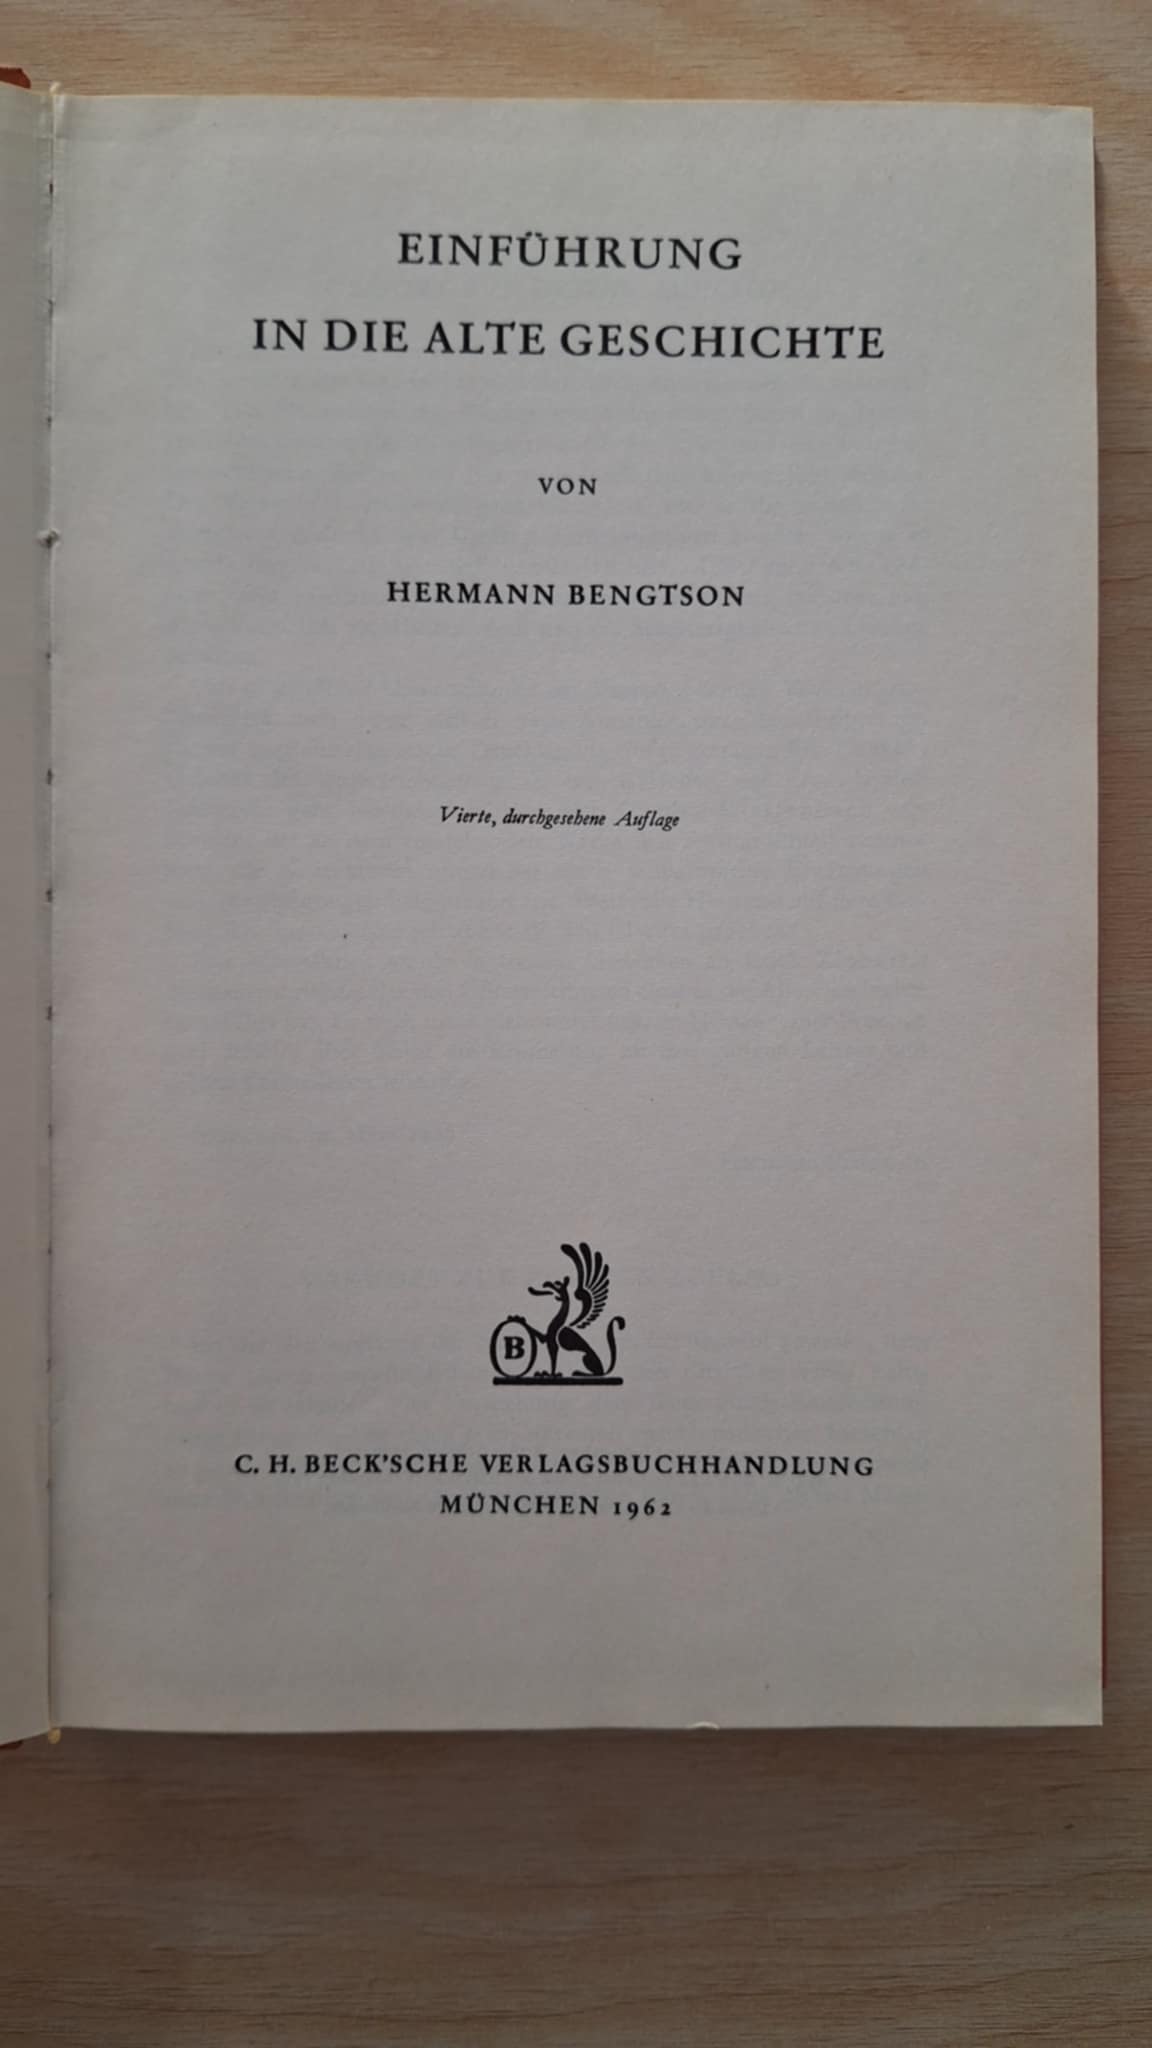 EINFÜHRUNG
IN DIE ALTE GESCHICHTE
VON
HERMANN BENGTSON
Vierte, durchgesehene Auflage
B
C. H. BECK'SCHE VERLAGSBUCHHANDLUNG
MÜNCHEN 1962